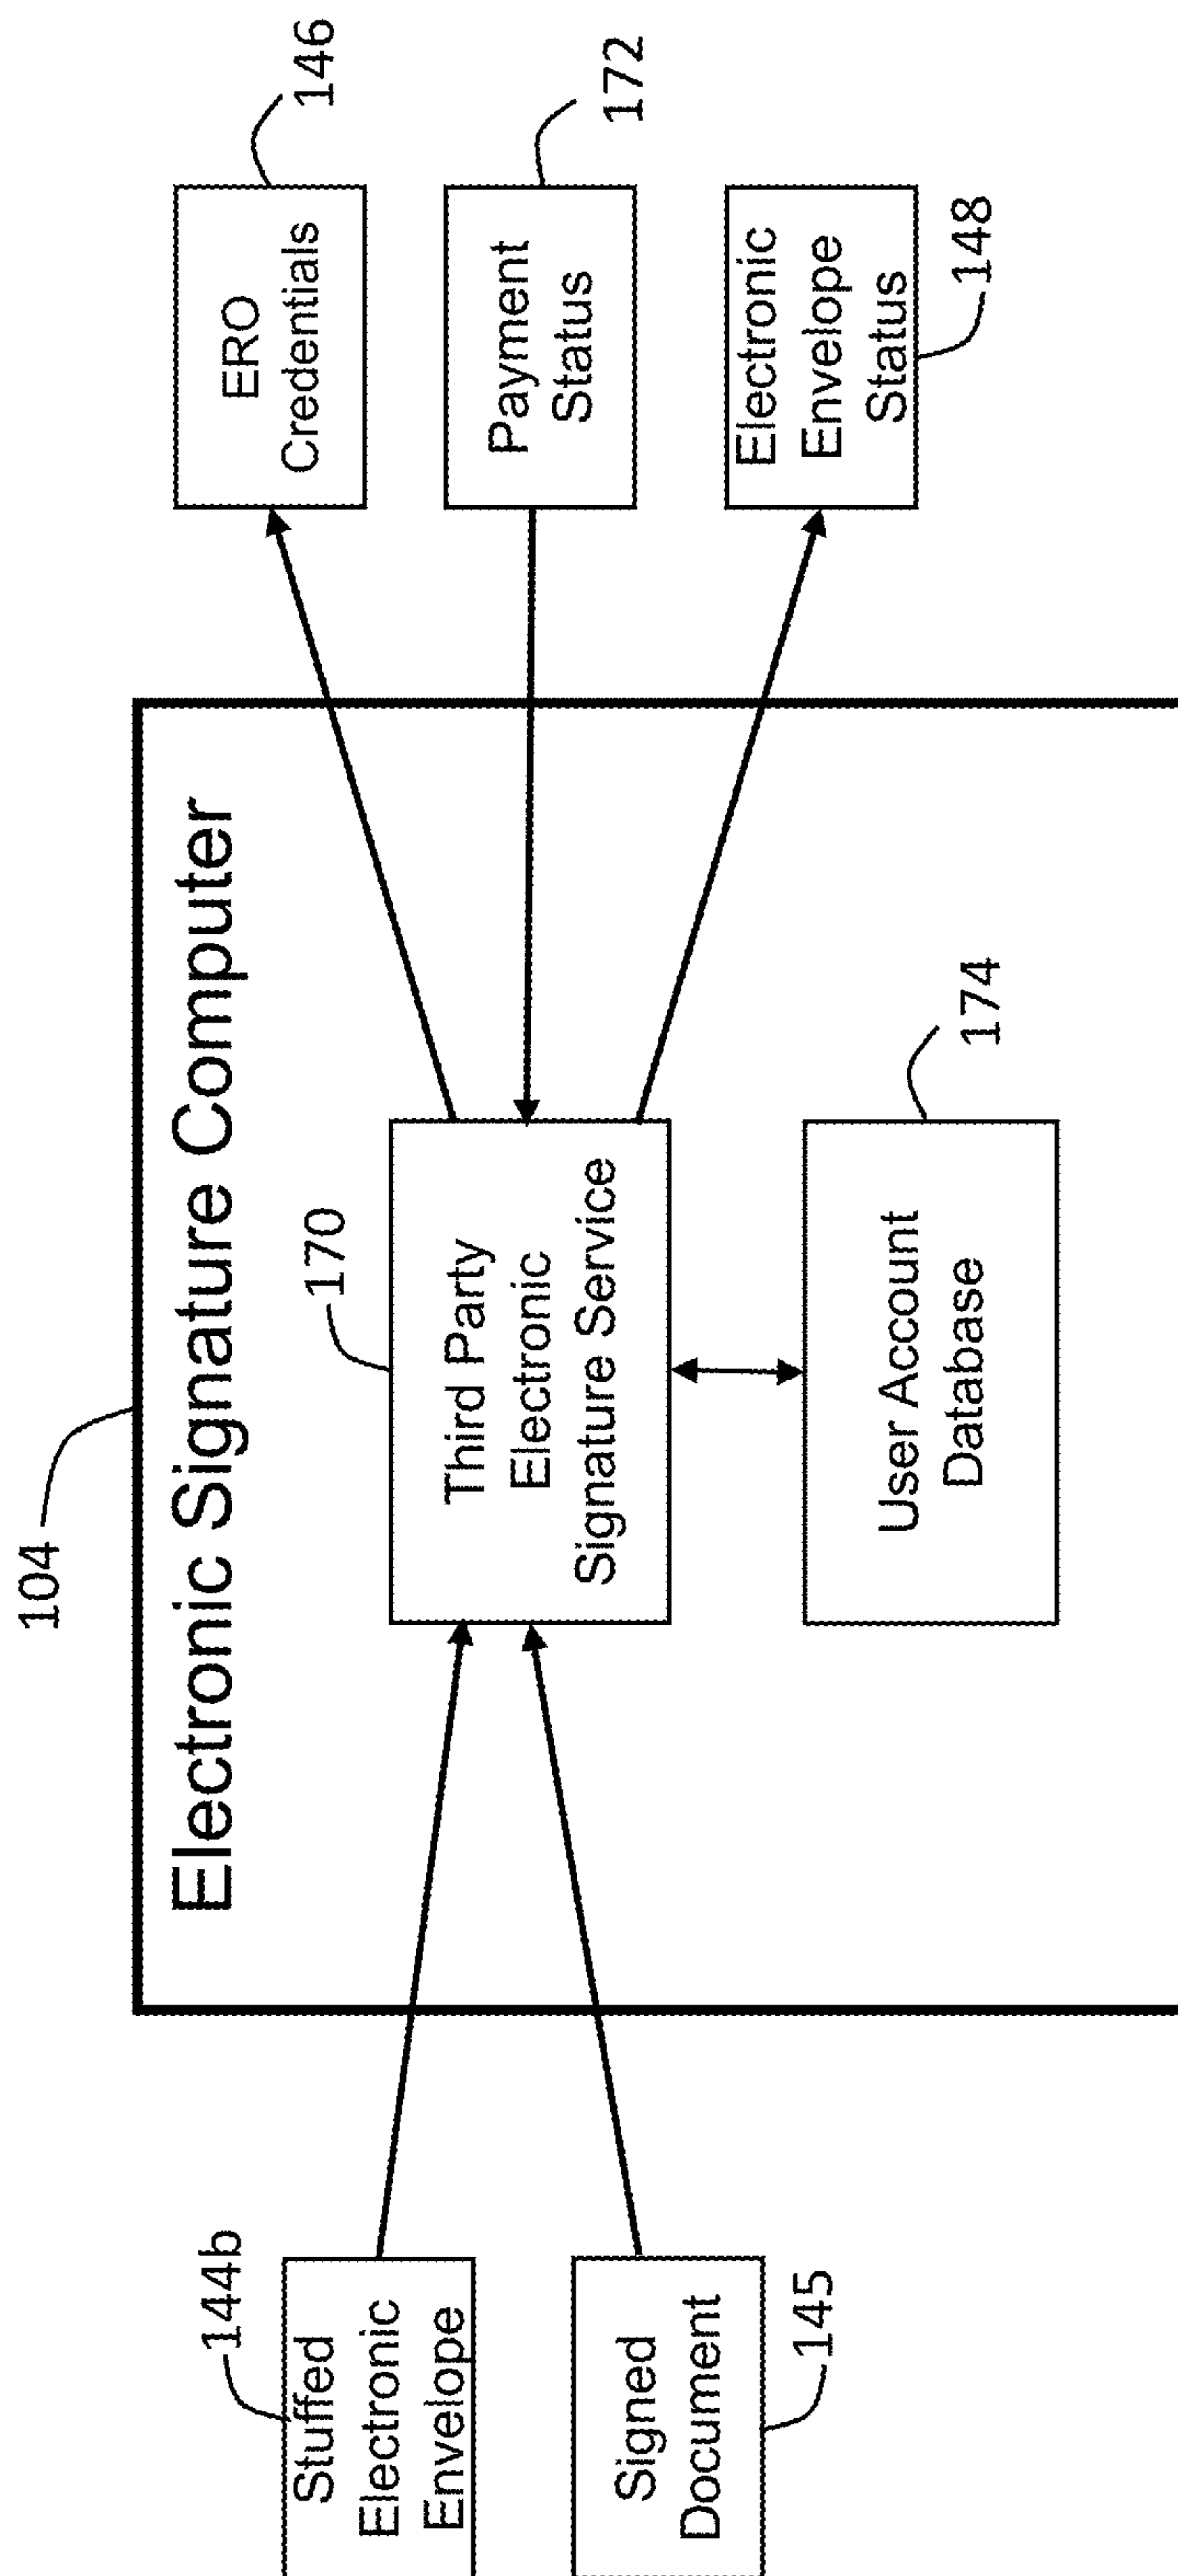 104
Electronic Signature Computer
144b
Stuffed
Electronic
Envelope
Signed
Document
145
170
Third Party
Electronic
Signature Service
User Account
Database
174
ERO
Credentials
146
Payment
Status
172
Electronic
Envelope
Status
148